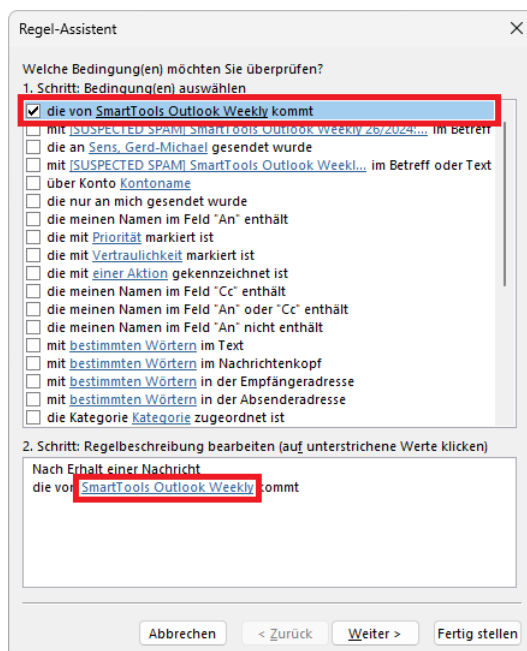 Regel-Assistent
Welche Bedingung(en) möchten Sie überprüfen?
1. Schritt: Bedingung(en) auswählen
die von SmartTools Outlook Weekly kommt
mit [SUSPECTED SPAM] SmartTools Outlook Weekly 26/2024:... im Betreff
die an Sens, Gerd-Michael gesendet wurde
mit [SUSPECTED SPAM] SmartTools Outlook Weekl... im Betreff oder Text
über Konto Kontoname
die nur an mich gesendet wurde
die meinen Namen im Feld "An" enthält
die mit Priorität markiert ist
die mit Vertraulichkeit markiert ist
die mit einer Aktion gekennzeichnet ist
die meinen Namen im Feld "Cc" enthält
die meinen Namen im Feld "An" oder "Cc" enthält
die meinen Namen im Feld "An" nicht enthält
mit bestimmten Wörtern im Text
mit bestimmten Wörtern im Nachrichtenkopf
mit bestimmten Wörtern in der Empfängeradresse
mit bestimmten Wörtern in der Absenderadresse
die Kategorie Kategorie zugeordnet ist
2. Schritt: Regelbeschreibung bearbeiten (auf unterstrichene Werte klicken)
Nach Erhalt einer Nachricht
die von SmartTools Outlook Weekly kommt
Abbrechen < Zurück Weiter > Fertig stellen